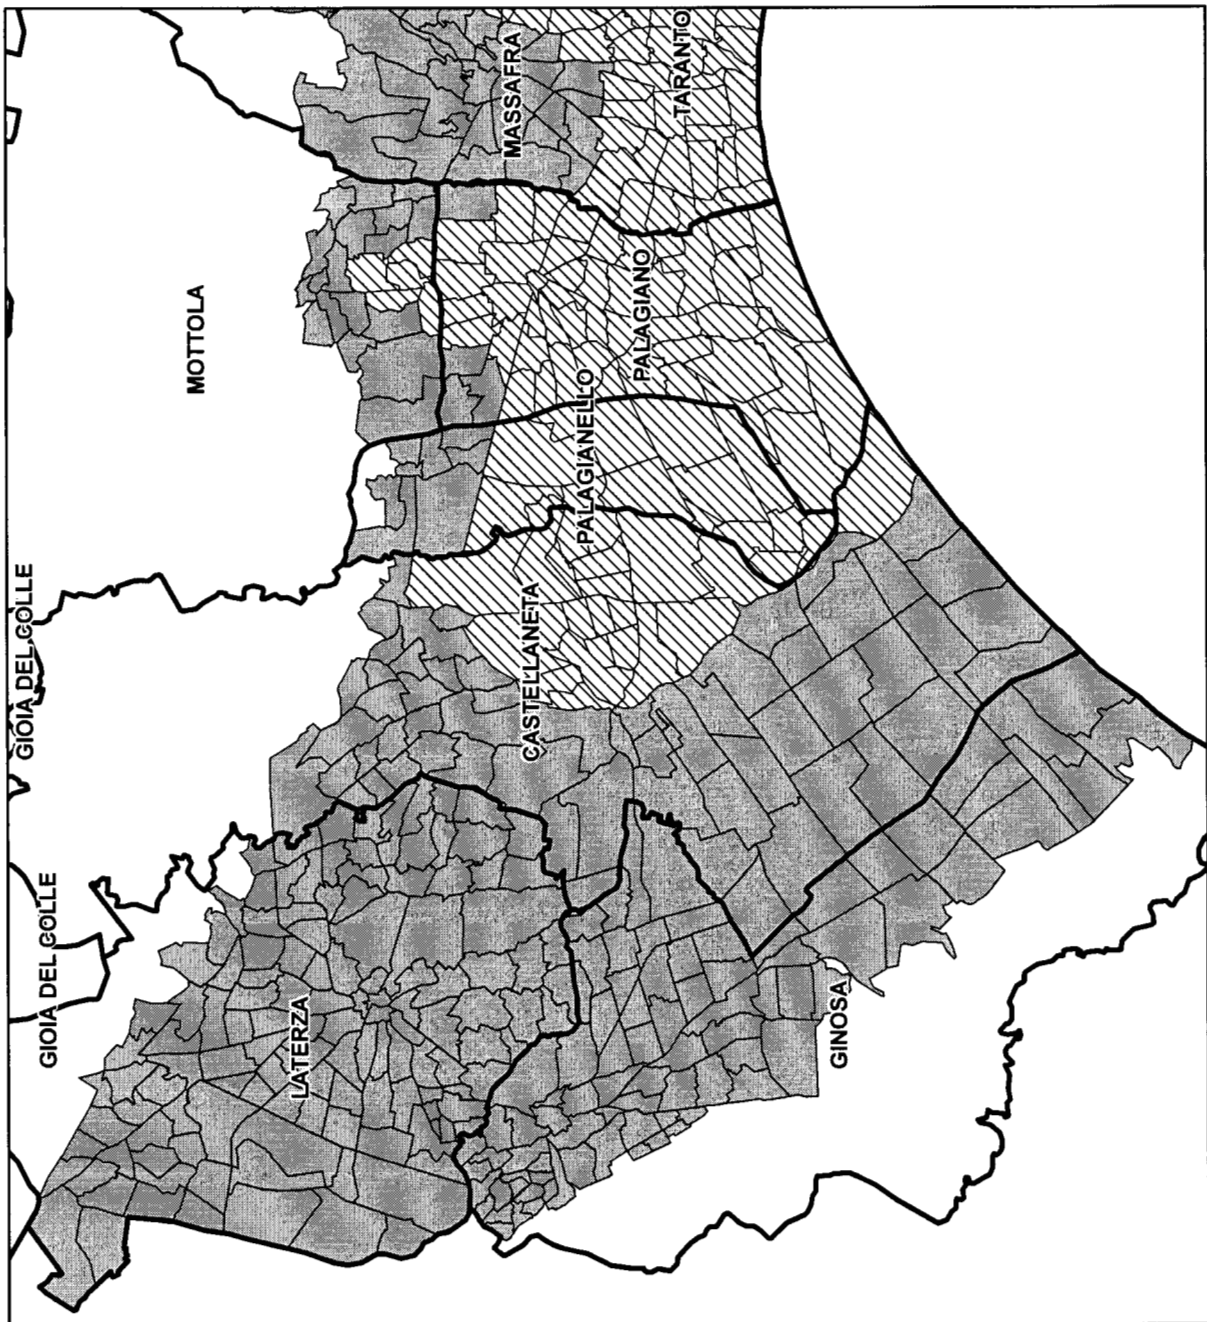 GIOIA DEL COLLE
GIOIA DEL COLLE
MOTTOLA
LATERZA
CASTELLANETA
MASSAFRA
PALAGIANELLO
PALAGIANO
TARANTO
GINOSA